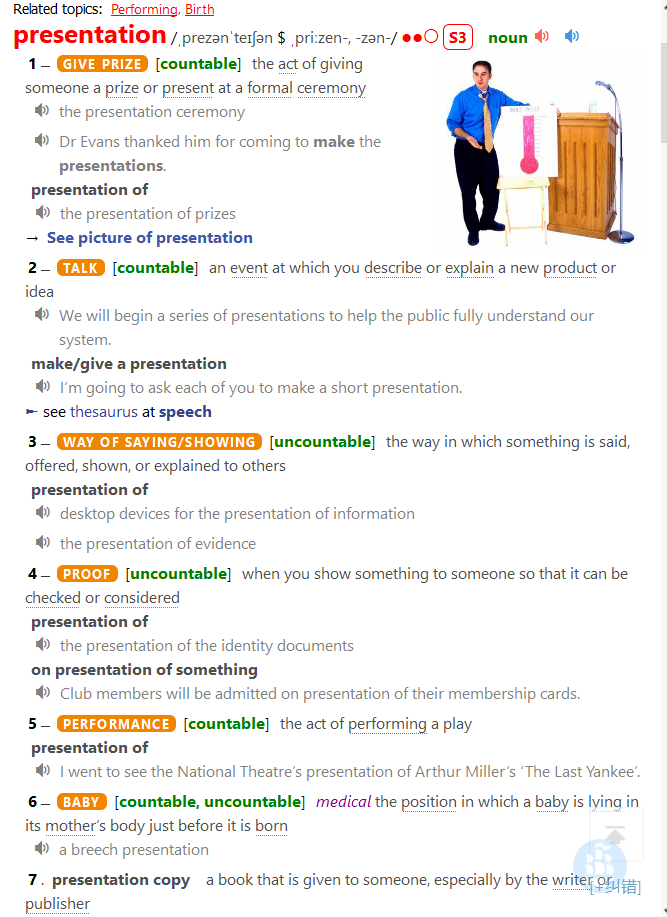 Related topics: Performing, Birth
presentation /ˌprezənˈteɪʃən $ ˌpriːzen-, -zən-/ ●●○ S3 noun
1 – GIVE PRIZE [countable] the act of giving
someone a prize or present at a formal ceremony
the presentation ceremony
Dr Evans thanked him for coming to make the
presentations.
presentation of
the presentation of prizes
→ See picture of presentation
2 – TALK [countable] an event at which you describe or explain a new product or
idea
We will begin a series of presentations to help the public fully understand our
system.
make/give a presentation
I’m going to ask each of you to make a short presentation.
➼ see thesaurus at speech
3 – WAY OF SAYING/SHOWING [uncountable] the way in which something is said,
offered, shown, or explained to others
presentation of
desktop devices for the presentation of information
the presentation of evidence
4 – PROOF [uncountable] when you show something to someone so that it can be
checked or considered
presentation of
the presentation of the identity documents
on presentation of something
Club members will be admitted on presentation of their membership cards.
5 – PERFORMANCE [countable] the act of performing a play
presentation of
I went to see the National Theatre’s presentation of Arthur Miller’s ‘The Last Yankee’.
6 – BABY [countable, uncountable] medical the position in which a baby is lying in
its mother’s body just before it is born
a breech presentation
7 . presentation copy a book that is given to someone, especially by the writer or
[+纠错]
publisher